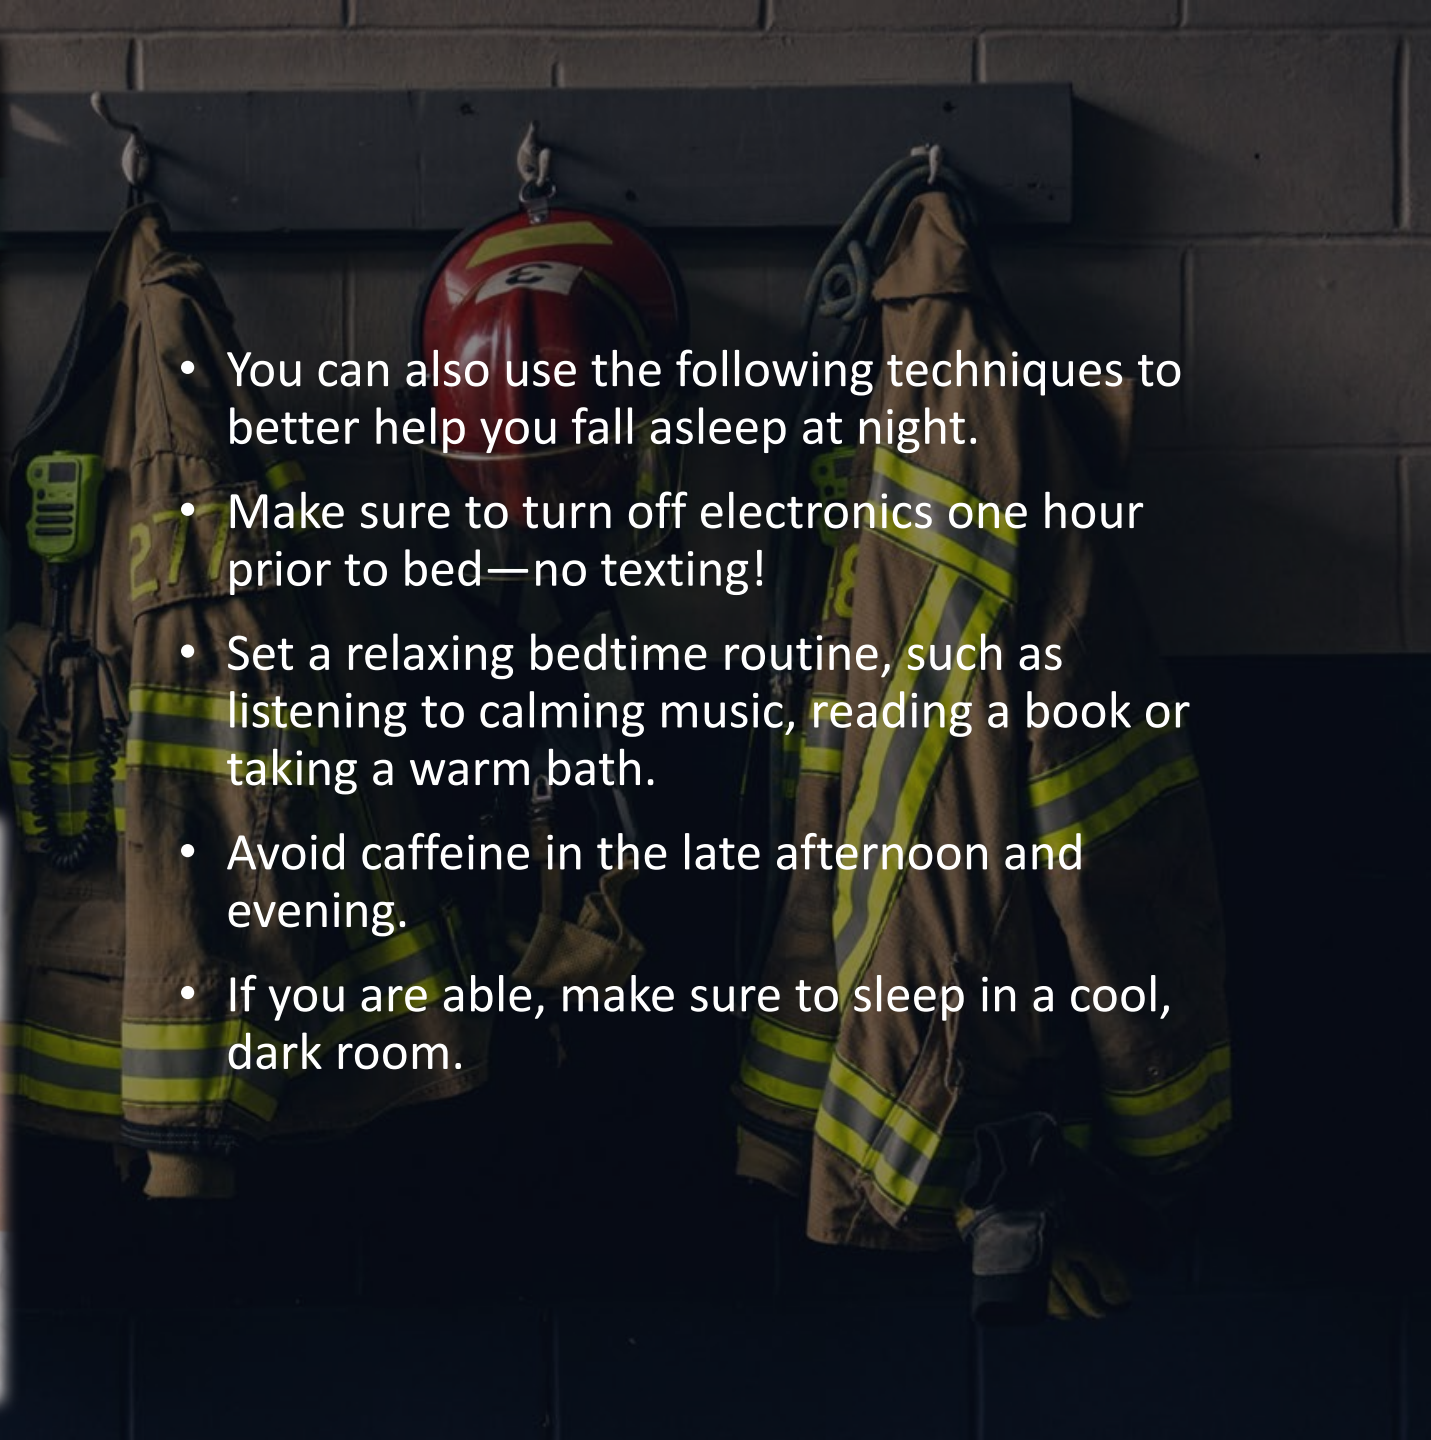 3
277
8
• You can also use the following techniques to
better help you fall asleep at night.
• Make sure to turn off electronics one hour
prior to bed—no texting!
• Set a relaxing bedtime routine, such as
listening to calming music, reading a book or
taking a warm bath.
• Avoid caffeine in the late afternoon and
evening.
• If you are able, make sure to sleep in a cool,
dark room.